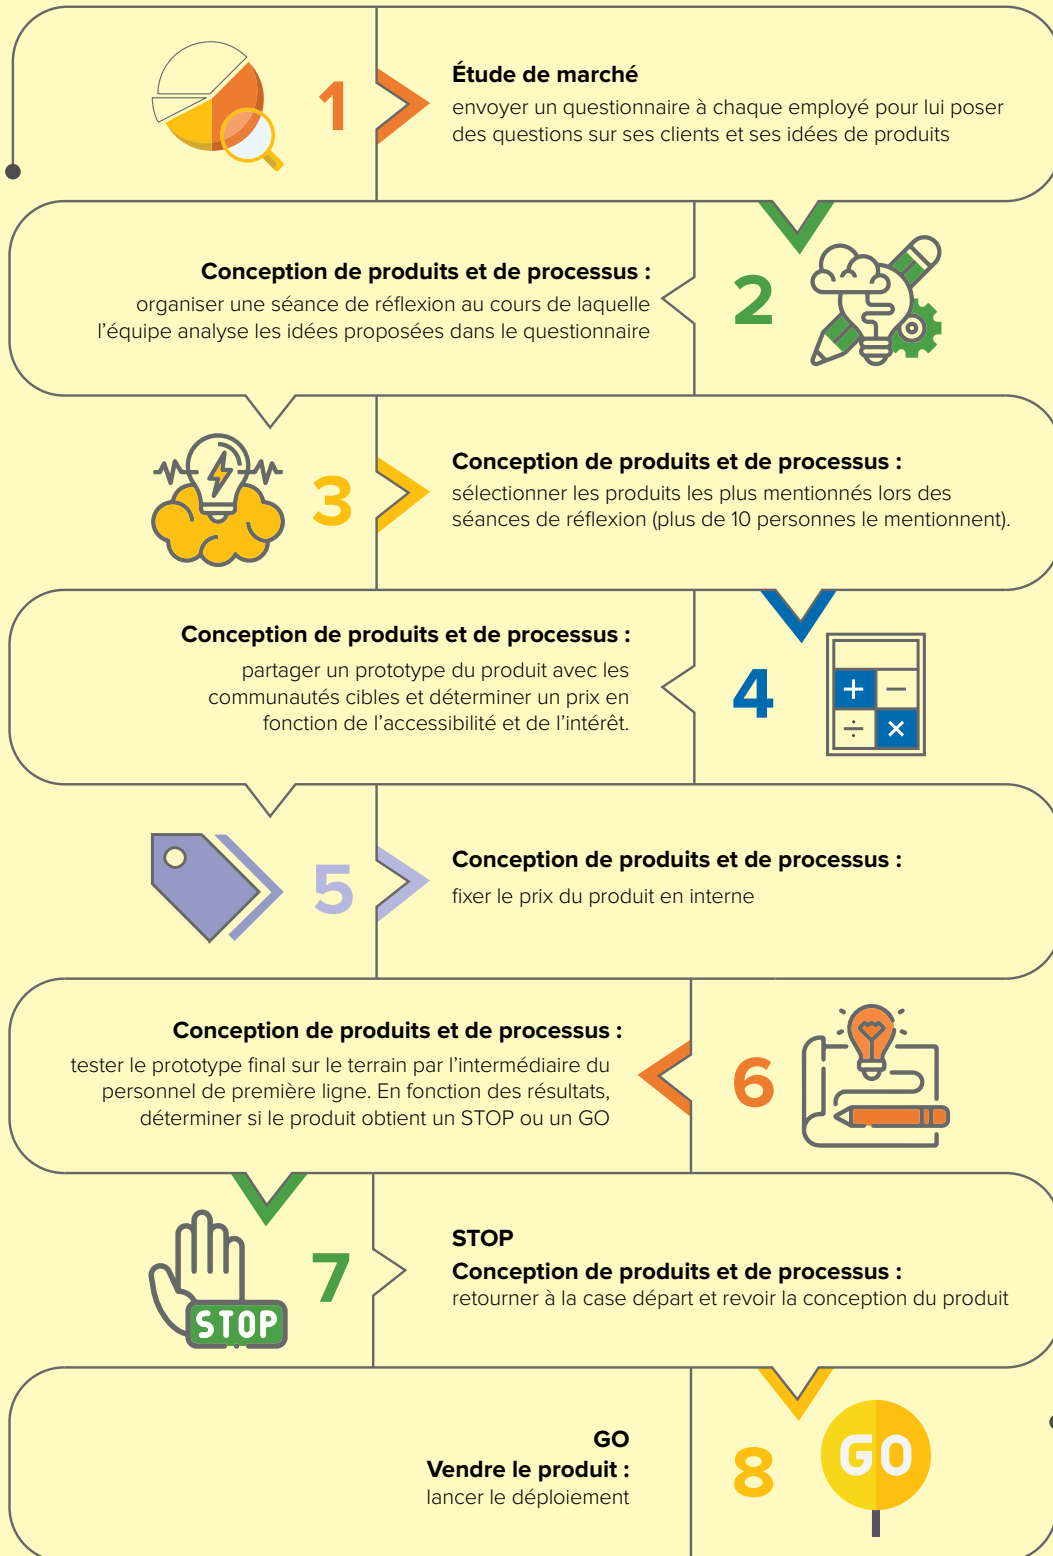 1
Étude de marché
envoyer un questionnaire à chaque employé pour lui poser
des questions sur ses clients et ses idées de produits
Conception de produits et de processus :
organiser une séance de réflexion au cours de laquelle
l'équipe analyse les idées proposées dans le questionnaire
2
3
Conception de produits et de processus :
sélectionner les produits les plus mentionnés lors des
séances de réflexion (plus de 10 personnes le mentionnent).
Conception de produits et de processus :
partager un prototype du produit avec les
communautés cibles et déterminer un prix en
fonction de l'accessibilité et de l'intérêt.
4
+ −
÷ ×
5
Conception de produits et de processus :
fixer le prix du produit en interne
Conception de produits et de processus :
tester le prototype final sur le terrain par l'intermédiaire du
personnel de première ligne. En fonction des résultats,
déterminer si le produit obtient un STOP ou un GO
6
STOP
7
STOP
Conception de produits et de processus :
retourner à la case départ et revoir la conception du produit
GO
Vendre le produit :
lancer le déploiement
8
GO